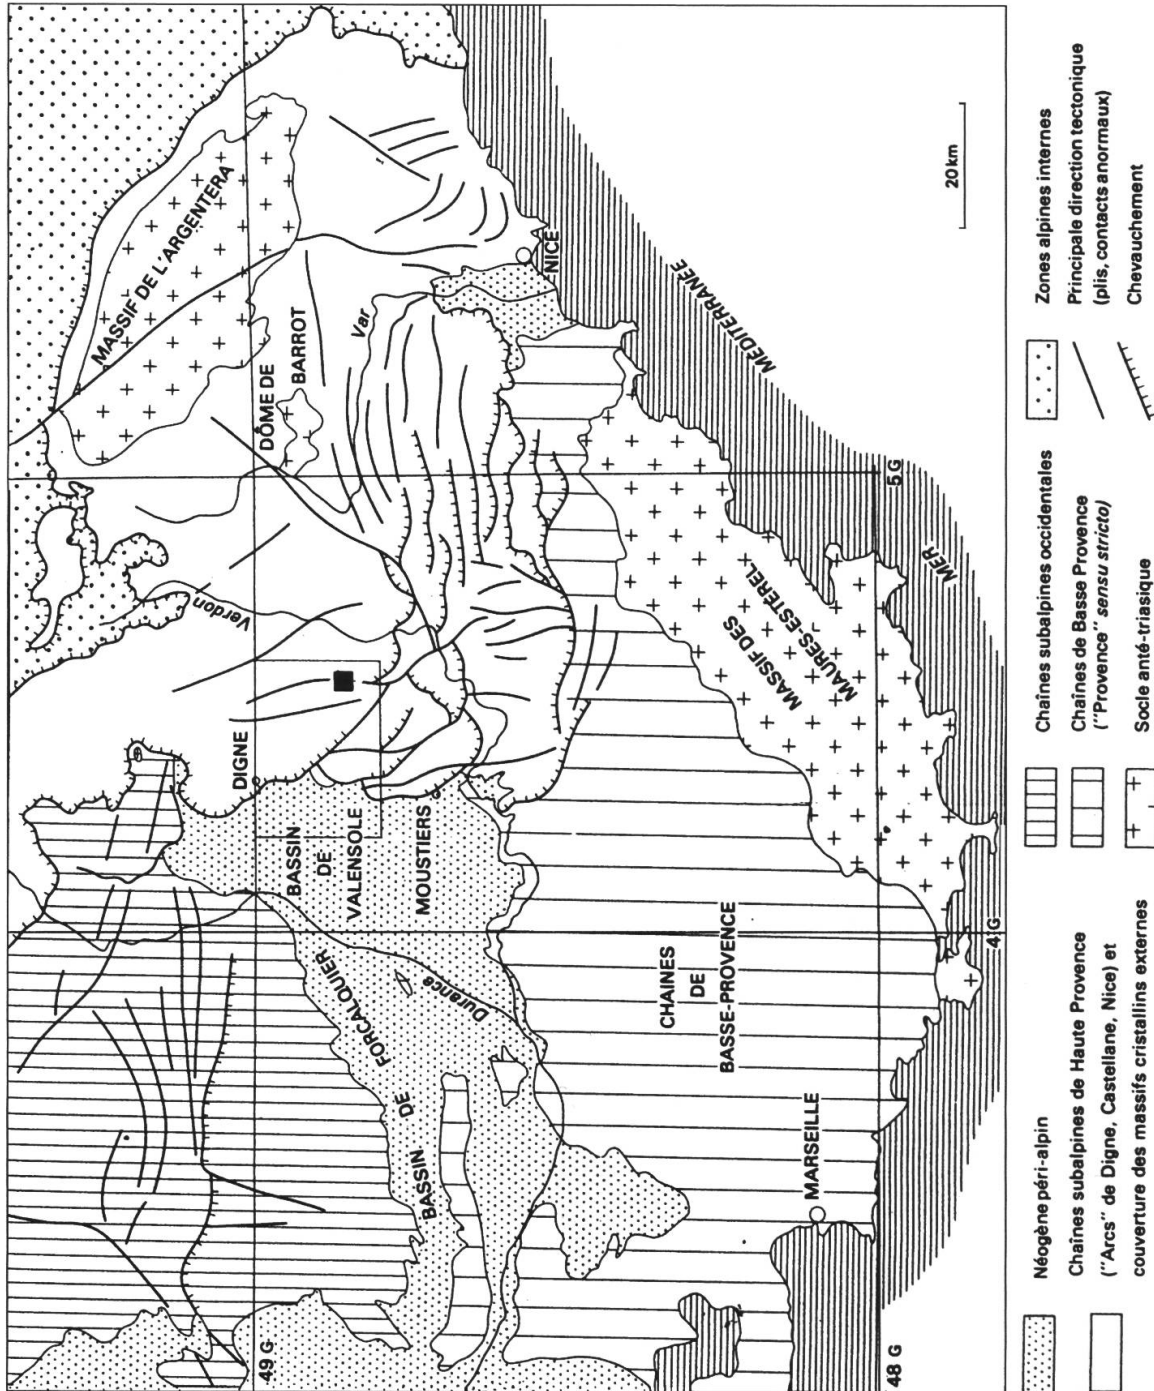 MASSIF DE L'ARGENTERA
DÔME DE
BARROT
Var
Verdon
NICE
DIGNE
BASSIN
DE
VALENSOLE
MOUSTIERS
BASSIN DE FORCALQUIER
Durance
MASSIF DES
MAURES-ESTÉREL
MER MÉDITERRANÉE
CHAINES
DE
BASSE-PROVENCE
MARSEILLE
20 km
49 G
48 G
4 G
5 G
Néogène péri-alpin
Chaînes subalpines de Haute Provence
("Arcs" de Digne, Castellane, Nice) et
couverture des massifs cristallins externes
Chaînes subalpines occidentales
Chaînes de Basse Provence
("Provence" sensu stricto)
Socle anté-triasique
Zones alpines internes
Principale direction tectonique
(plis, contacts anormaux)
Chevauchement